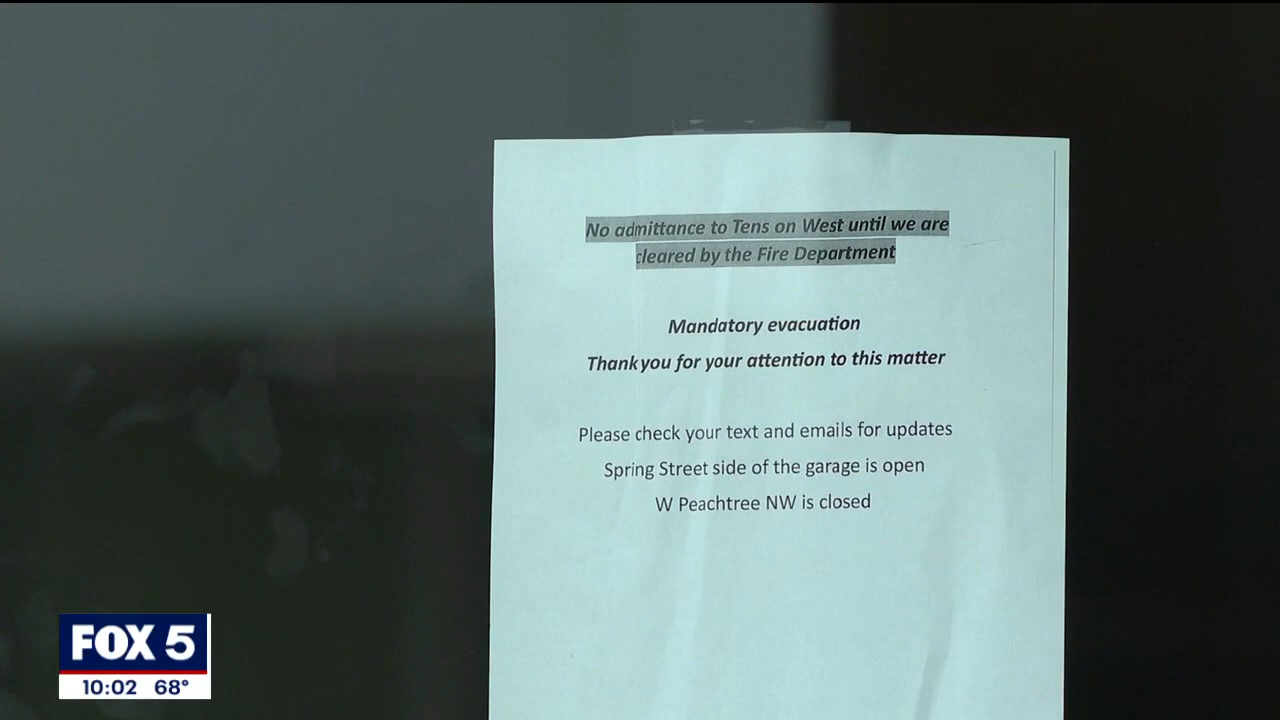 No admittance to Tens on West until we are
cleared by the Fire Department
Mandatory evacuation
Thank you for your attention to this matter
Please check your text and emails for updates
Spring Street side of the garage is open
W Peachtree NW is closed
FOX 5
10:02 68°